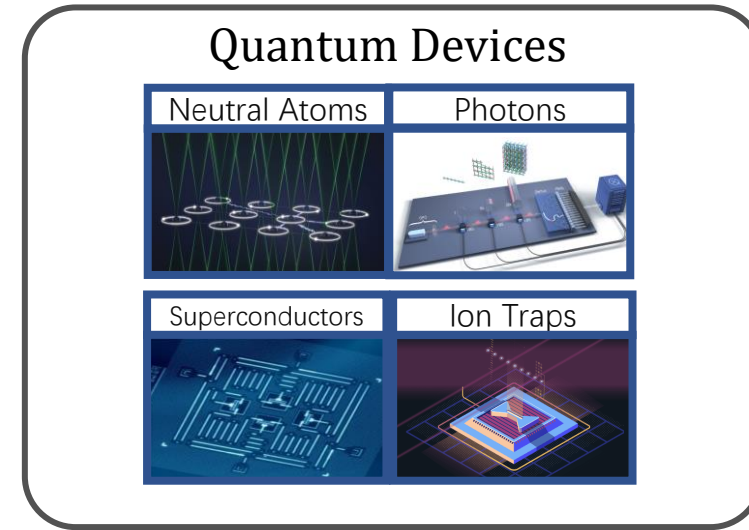 Quantum Devices
Neutral Atoms
Photons
Superconductors
Ion Traps